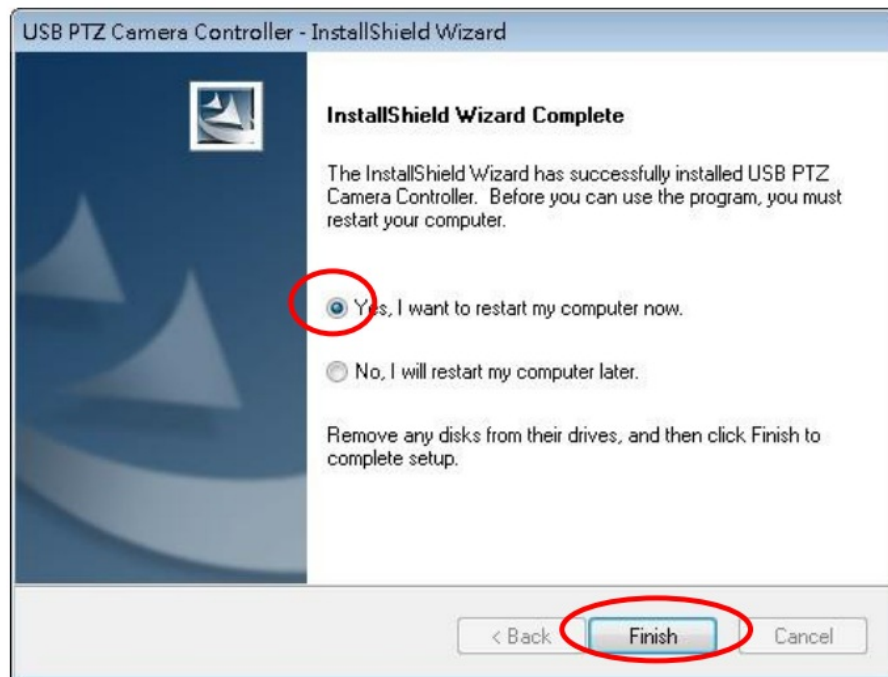 USB PTZ Camera Controller - InstallShield Wizard
InstallShield Wizard Complete
The InstallShield Wizard has successfully installed USB PTZ
Camera Controller. Before you can use the program, you must
restart your computer.
Yes, I want to restart my computer now.
No, I will restart my computer later.
Remove any disks from their drives, and then click Finish to
complete setup.
< Back Finish Cancel